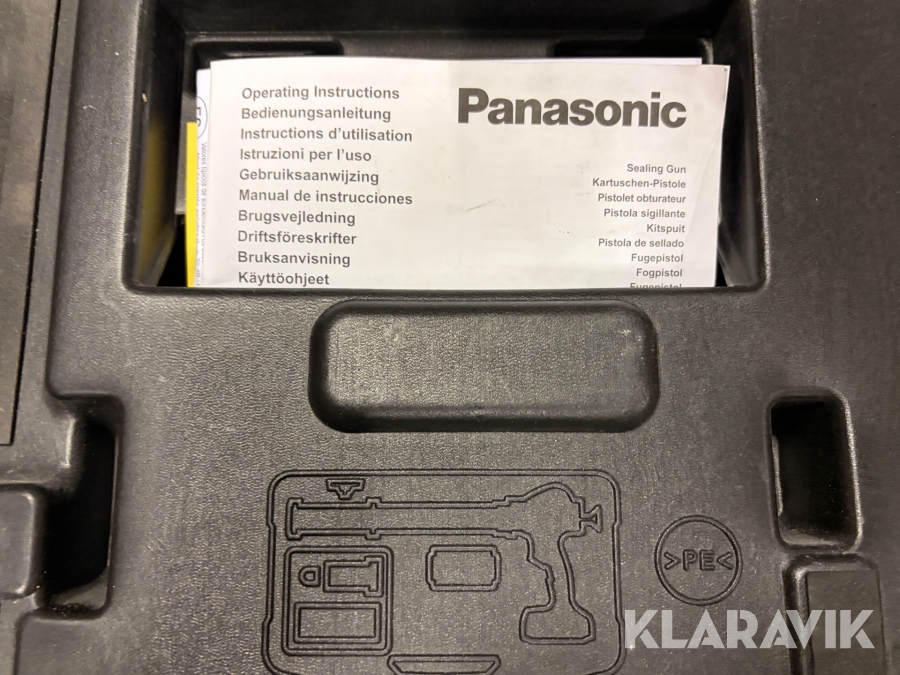 Operating Instructions
Bedienungsanleitung
Instructions d'utilisation
Istruzioni per l'uso
Gebruiksaanwijzing
Manual de instrucciones
Brugsvejledning
Driftsföreskrifter
Bruksanvisning
Käyttöohjeet
Panasonic
Sealing Gun
Kartuschen-Pistole
Pistolet obturateur
Pistola sigillante
Kitspuit
Pistola de sellado
Fugepistol
Fogpistol
Fugepistol
>PE<
KLARAVIK